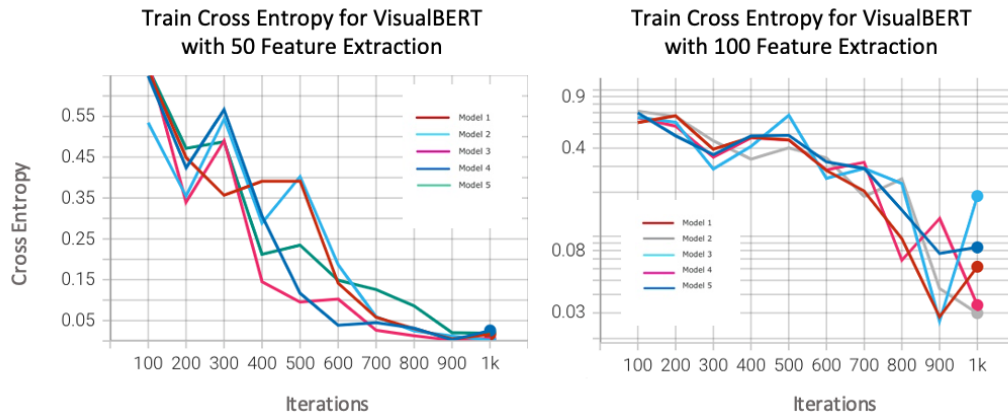 Train Cross Entropy for VisualBERT
with 50 Feature Extraction
Cross Entropy
0.55
0.45
0.35
0.25
0.15
0.05
Model 1
Model 2
Model 3
Model 4
Model 5
100 200 300 400 500 600 700 800 900 1k
Iterations
Train Cross Entropy for VisualBERT
with 100 Feature Extraction
0.9
0.4
0.08
0.03
Model 1
Model 2
Model 3
Model 4
Model 5
100 200 300 400 500 600 700 800 900 1k
Iterations